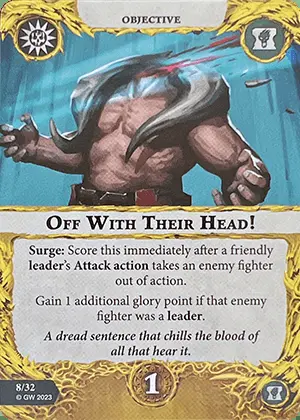 OBJECTIVE
OFF WITH THEIR HEAD!
Surge: Score this immediately after a friendly
leader's Attack action takes an enemy fighter
out of action.
Gain 1 additional glory point if that enemy
fighter was a leader.
A dread sentence that chills the blood of
all that hear it.
8/32
© GW 2023
1